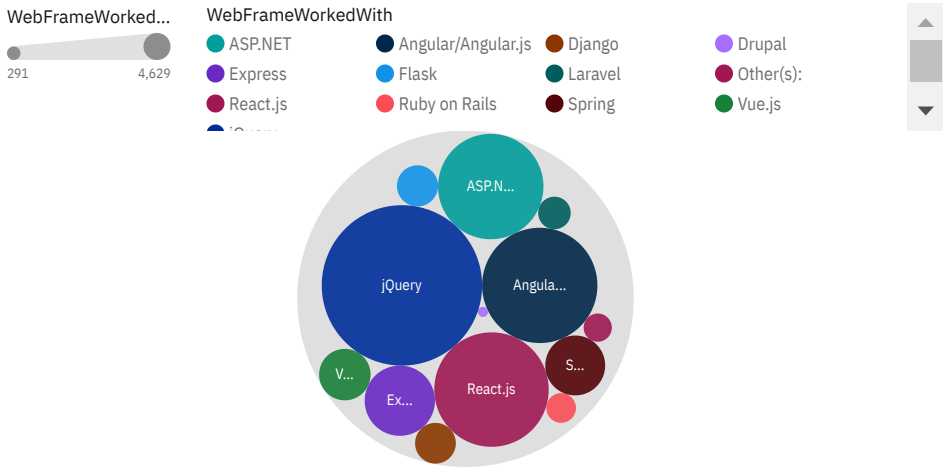 WebFrameWorked...
291 4,629
WebFrameWorkedWith
ASP.NET Angular/Angular.js Django Drupal
Express Flask Laravel Other(s):
React.js Ruby on Rails Spring Vue.js
jQuery
ASP.N...
jQuery Angula...
V... S...
Ex... React.js